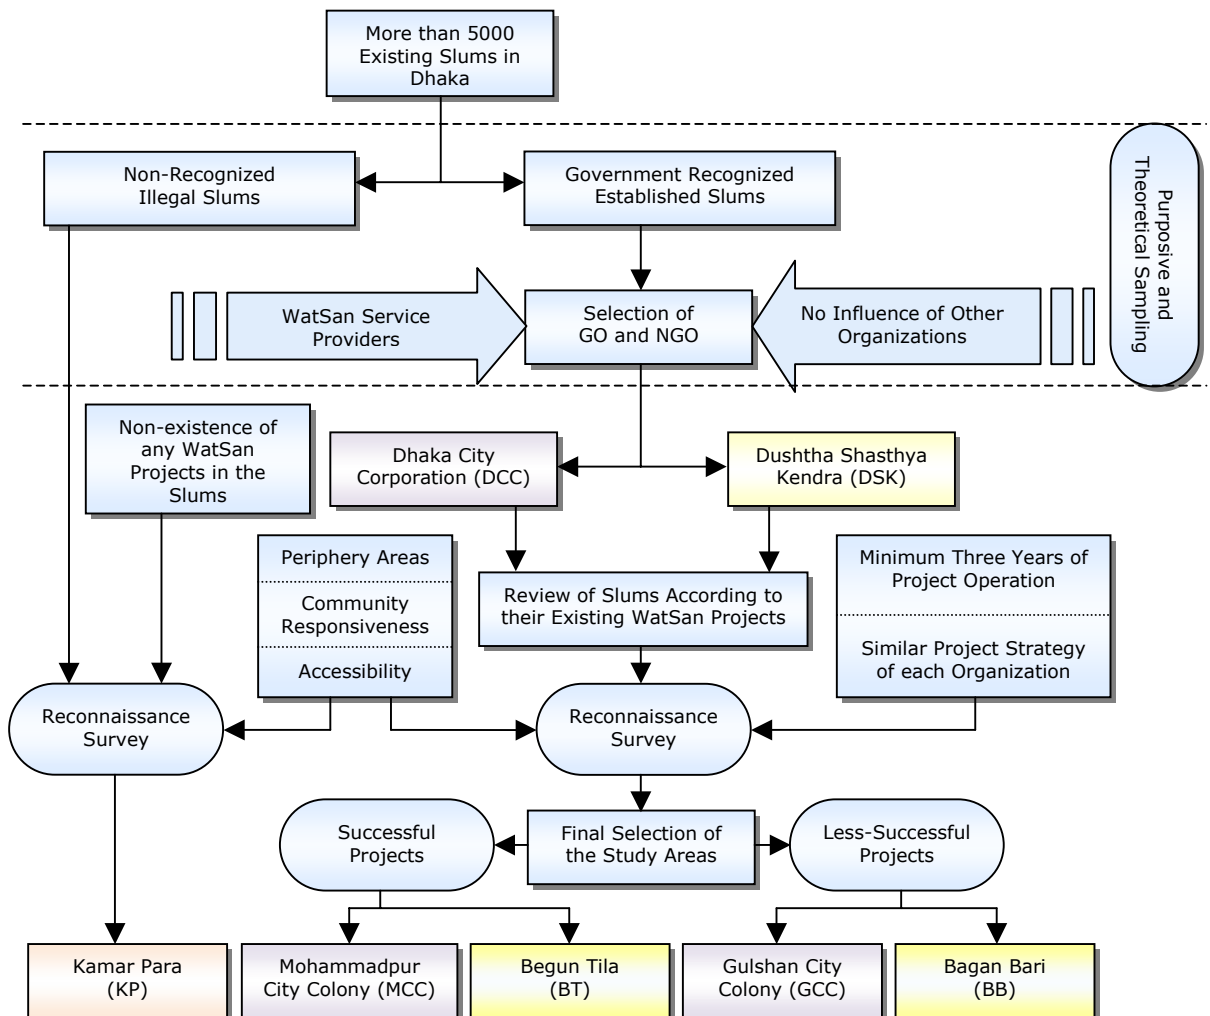 More than 5000
Existing Slums in
Dhaka
Non-Recognized
Illegal Slums
Government Recognized
Established Slums
Purposive and
Theoretical Sampling
WatSan Service
Providers
Selection of
GO and NGO
No Influence of Other
Organizations
Non-existence of
any WatSan
Projects in the
Slums
Dhaka City
Corporation (DCC)
Dushtha Shasthya
Kendra (DSK)
Periphery Areas
Community
Responsiveness
Accessibility
Review of Slums According to
their Existing WatSan Projects
Minimum Three Years of
Project Operation
Similar Project Strategy
of each Organization
Reconnaissance
Survey
Reconnaissance
Survey
Successful
Projects
Final Selection of
the Study Areas
Less-Successful
Projects
Kamar Para
(KP)
Mohammadpur
City Colony (MCC)
Begun Tila
(BT)
Gulshan City
Colony (GCC)
Bagan Bari
(BB)